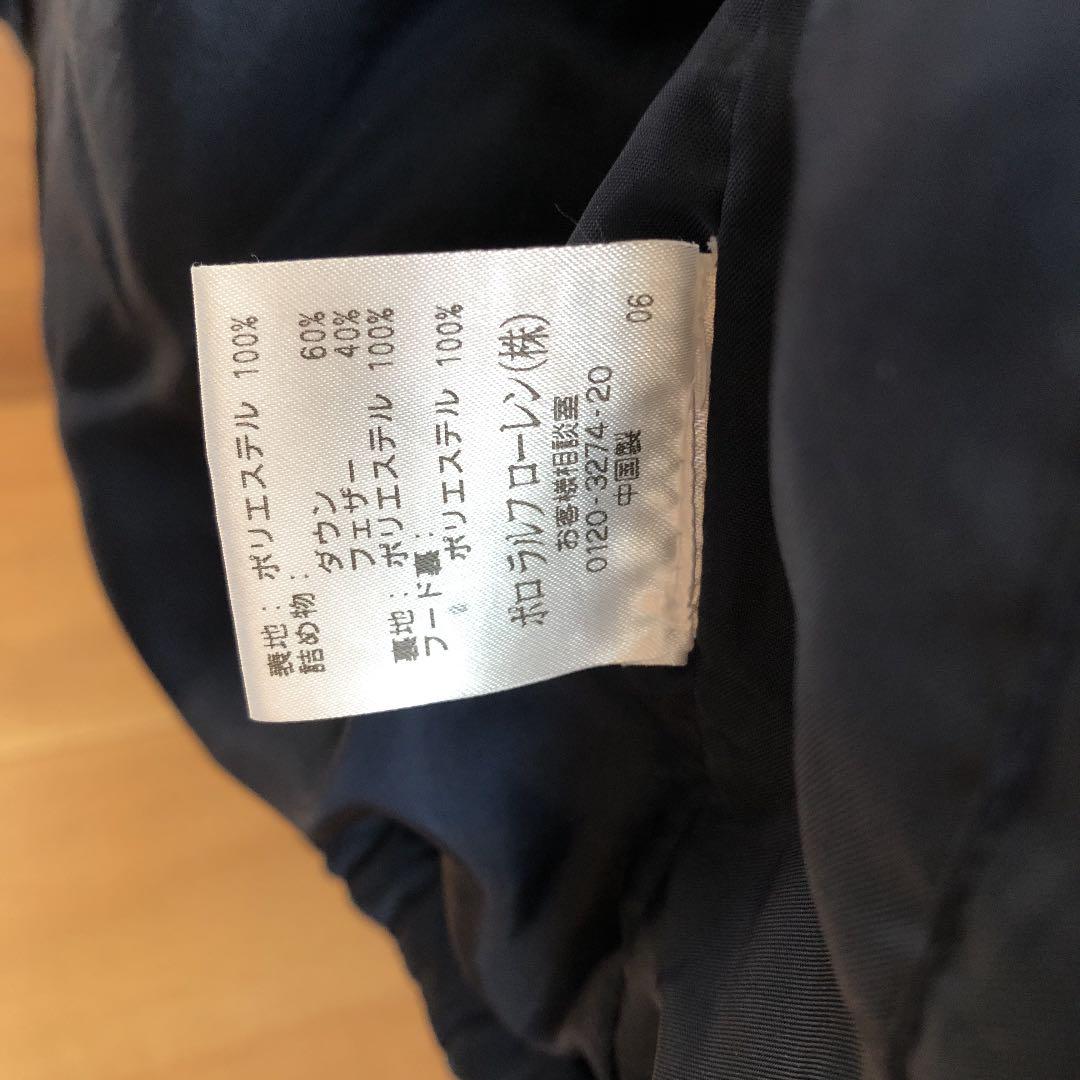 表地: ポリエステル 100%
詰め物:
ダウン 60%
フェザー 40%
ポリエステル 100%
裏地:
フード裏:
ポリエステル 100%
ポロラルフローレン(株)
お客様相談室
0120-3274-20
中国製 06